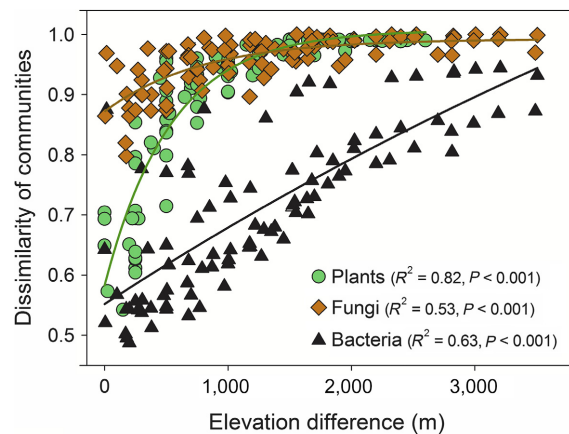 1.0
0.9
0.8
0.7
0.6
0.5
Dissimilarity of communities
Plants (R² = 0.82, P < 0.001)
Fungi (R² = 0.53, P < 0.001)
Bacteria (R² = 0.63, P < 0.001)
0 1,000 2,000 3,000
Elevation difference (m)